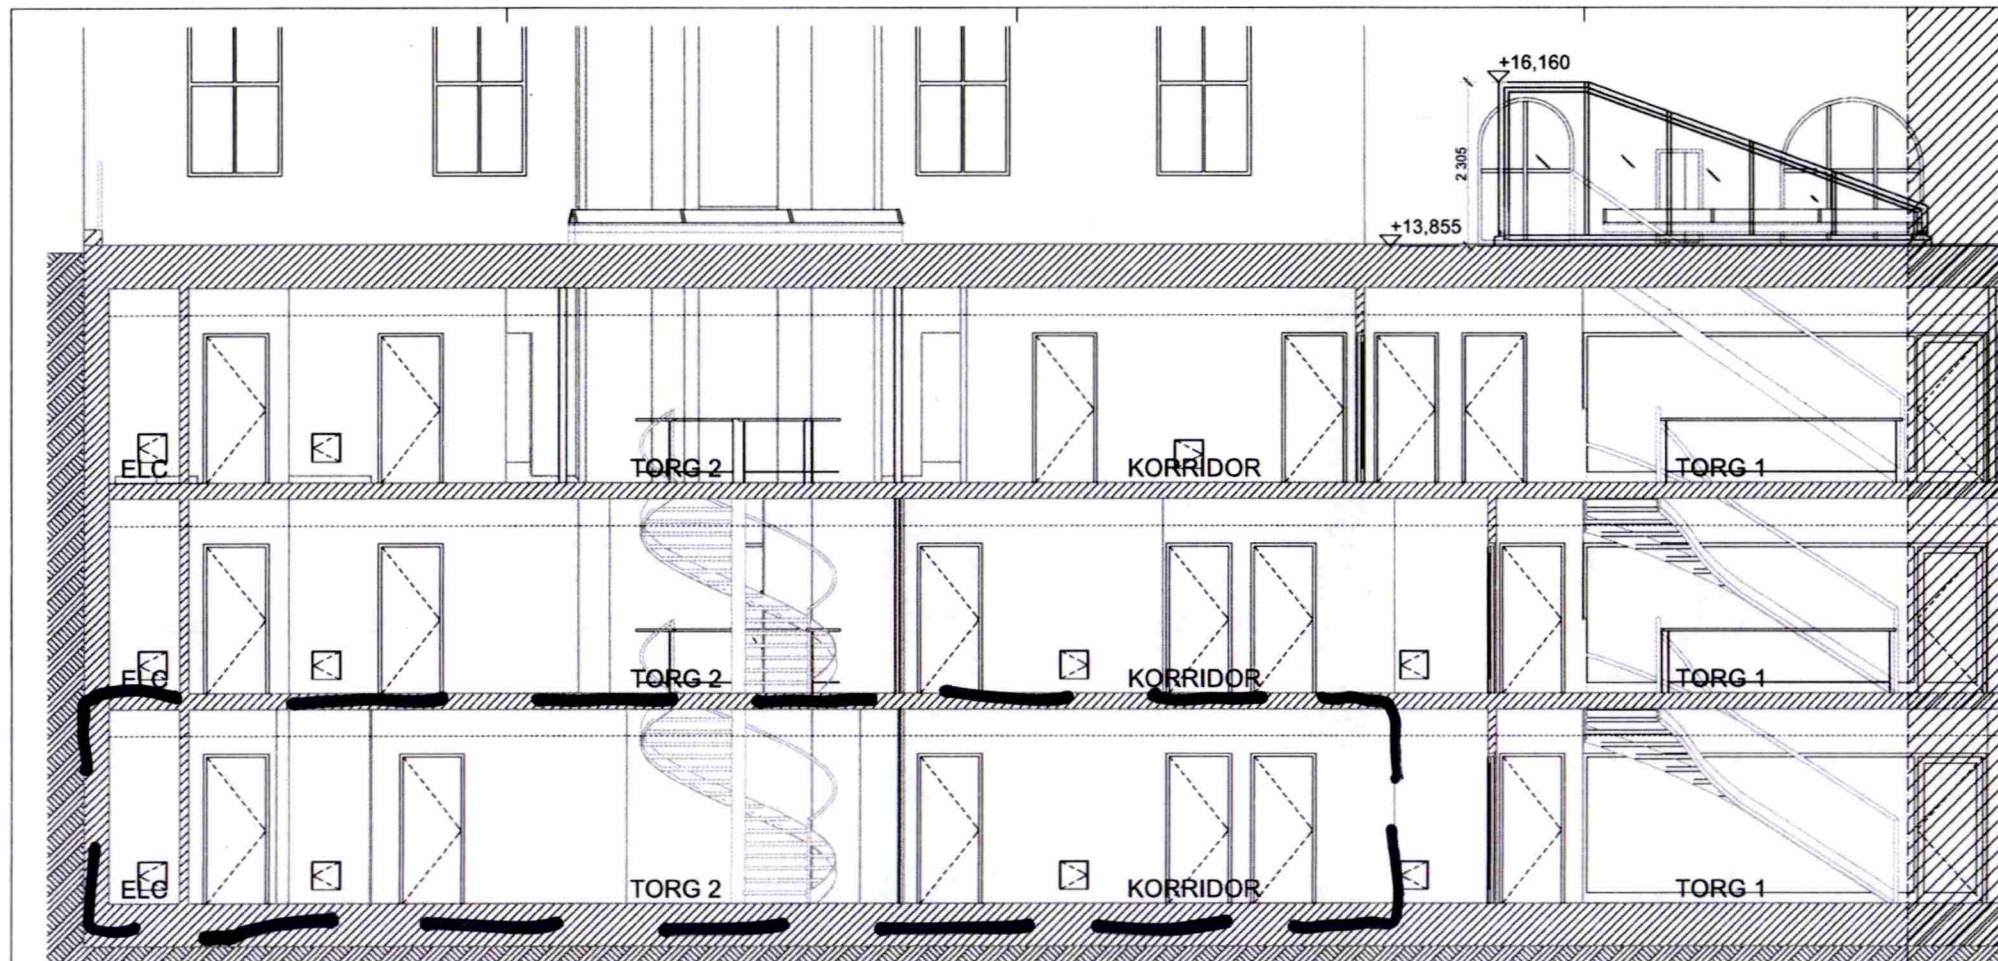 +16,160
2 305
+13,855
ELC TORG 2 KORRIDOR TORG 1
ELC TORG 2 KORRIDOR TORG 1
ELC TORG 2 KORRIDOR TORG 1